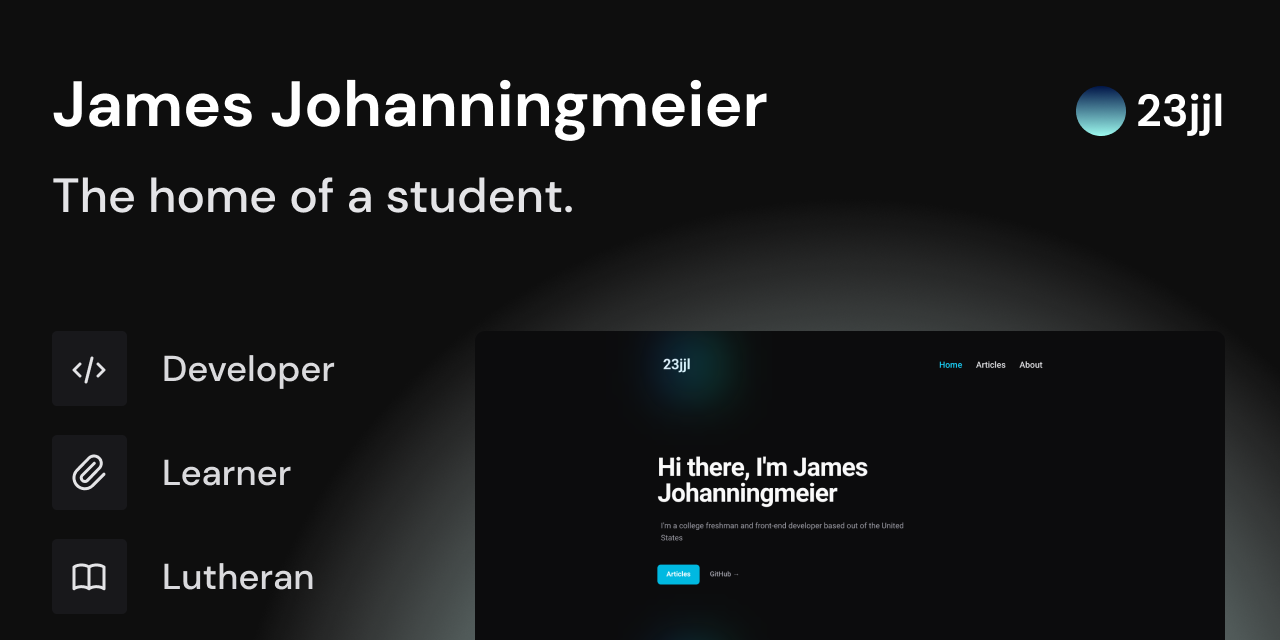 James Johanningmeier
23jjl
The home of a student.
Developer
Learner
Lutheran
23jjl
Home Articles About
Hi there, I'm James
Johanningmeier
I'm a college freshman and front-end developer based out of the United
States
Articles GitHub →